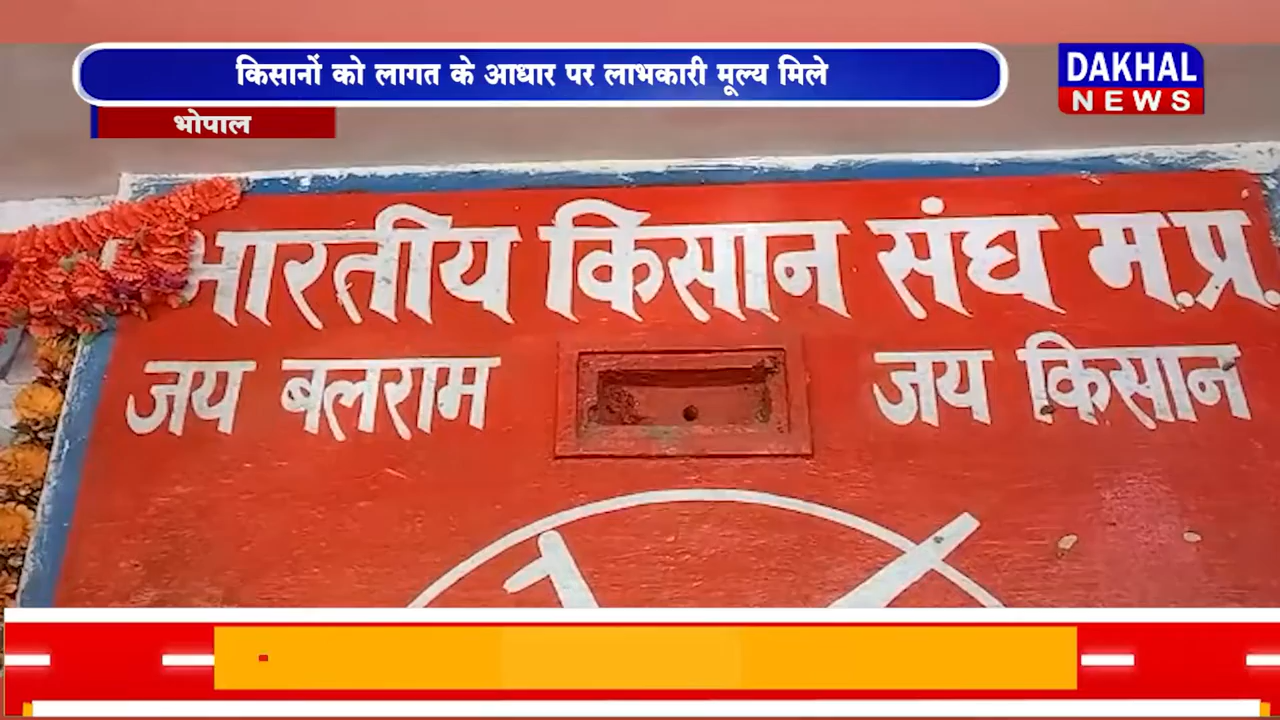 किसानों को लागत के आधार पर लाभकारी मूल्य मिले
DAKHAL
NEWS
भोपाल
भारतीय किसान संघ म.प्र.
जय बलराम
जय किसान